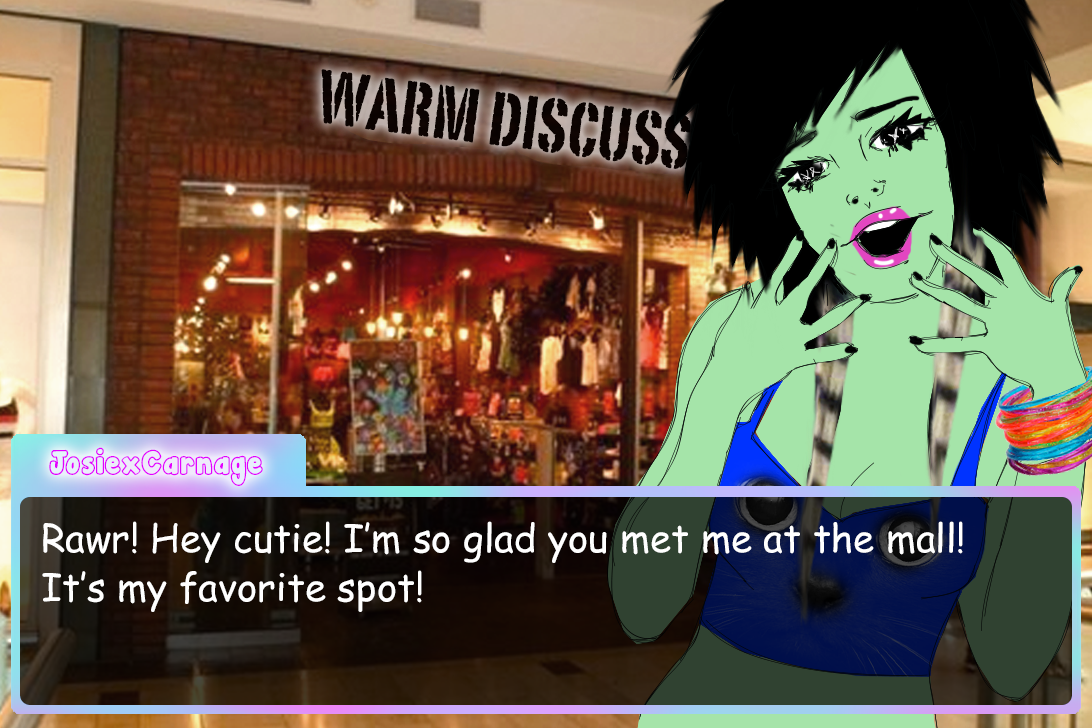 WARM DISCUSS
JosiexCarnage
Rawr! Hey cutie! I'm so glad you met me at the mall!
It's my favorite spot!